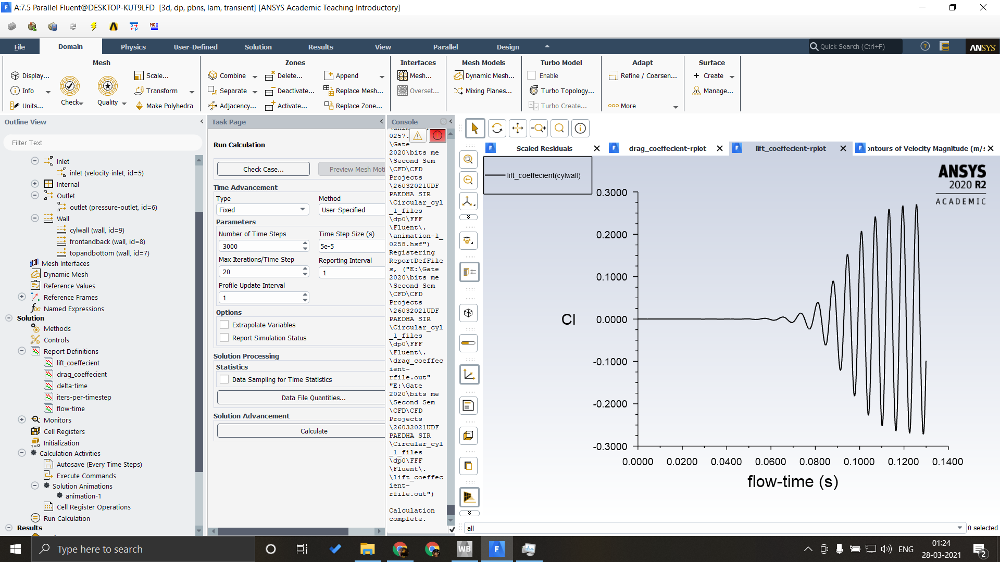 A:7.5 Parallel Fluent@DESKTOP-KUT9LFD [3d, dp, pbns, lam, transient] [ANSYS Academic Teaching Introductory]
File
Domain
Physics
User-Defined
Solution
Results
View
Parallel
Design
Quick Search (Ctrl+F)
ANSYS
Mesh
Display...
Info
Units...
Check
Quality
Scale...
Transform
Make Polyhedra
Zones
Combine
Separate
Adjacency...
Delete...
Deactivate...
Activate...
Append
Replace Mesh...
Replace Zone...
Interfaces
Mesh...
Overset...
Mesh Models
Dynamic Mesh...
Mixing Planes...
Turbo Model
Enable
Turbo Topology...
Turbo Create...
Adapt
Refine / Coarsen...
More
Surface
Create
Manage...
Outline View
Filter Text
Inlet
inlet (velocity-inlet, id=5)
Internal
Outlet
outlet (pressure-outlet, id=6)
Wall
cylwall (wall, id=9)
frontandback (wall, id=8)
topandbottom (wall, id=7)
Mesh Interfaces
Dynamic Mesh
Reference Values
Reference Frames
Named Expressions
Solution
Methods
Controls
Report Definitions
lift_coeffecient
drag_coeffecient
delta-time
iters-per-timestep
flow-time
Monitors
Cell Registers
Initialization
Calculation Activities
Autosave (Every Time Steps)
Execute Commands
Solution Animations
animation-1
Cell Register Operations
Run Calculation
Results
Task Page
Run Calculation
Check Case...
Preview Mesh Moti
Time Advancement
Type
Method
Fixed
User-Specified
Parameters
Number of Time Steps
Time Step Size (s)
3000
5e-5
Max Iterations/Time Step
Reporting Interval
20
1
Profile Update Interval
1
Options
Extrapolate Variables
Report Simulation Status
Solution Processing
Statistics
Data Sampling for Time Statistics
Data File Quantities...
Solution Advancement
Calculate
Console
0257.
\Gate
2020\bits me
\Second Sem
\CFD\CFD
Projects
\26032021UDF
PAEDHA SIR
\Circular_cyl
_1_files
\dp0\FFF
\Fluent\.
\animation-1_
0258.hsf")
Registering
ReportDefFile
s, ("E:\Gate
2020\bits me
\Second Sem
\CFD\CFD
Projects
\26032021UDF
PAEDHA SIR
\Circular_cyl
_1_files
\dp0\FFF
\Fluent\.
\drag_coeffec
ient-
rfile.out"
"E:\Gate
2020\bits me
\Second Sem
\CFD\CFD
Projects
\26032021UDF
PAEDHA SIR
\Circular_cyl
_1_files
\dp0\FFF
\Fluent\.
\lift_coeffec
ient-
rfile.out")
Calculation
complete.
Scaled Residuals
drag_coeffecient-rplot
lift_coeffecient-rplot
ontours of Velocity Magnitude (m/s
lift_coeffecient(cylwall)
ANSYS
2020 R2
ACADEMIC
Cl
0.3000
0.2000
0.1000
0.0000
-0.1000
-0.2000
-0.3000
0.0000 0.0200 0.0400 0.0600 0.0800 0.1000 0.1200 0.1400
flow-time (s)
all
0 selected
Type here to search
WB
F
ENG
01:24
28-03-2021
2